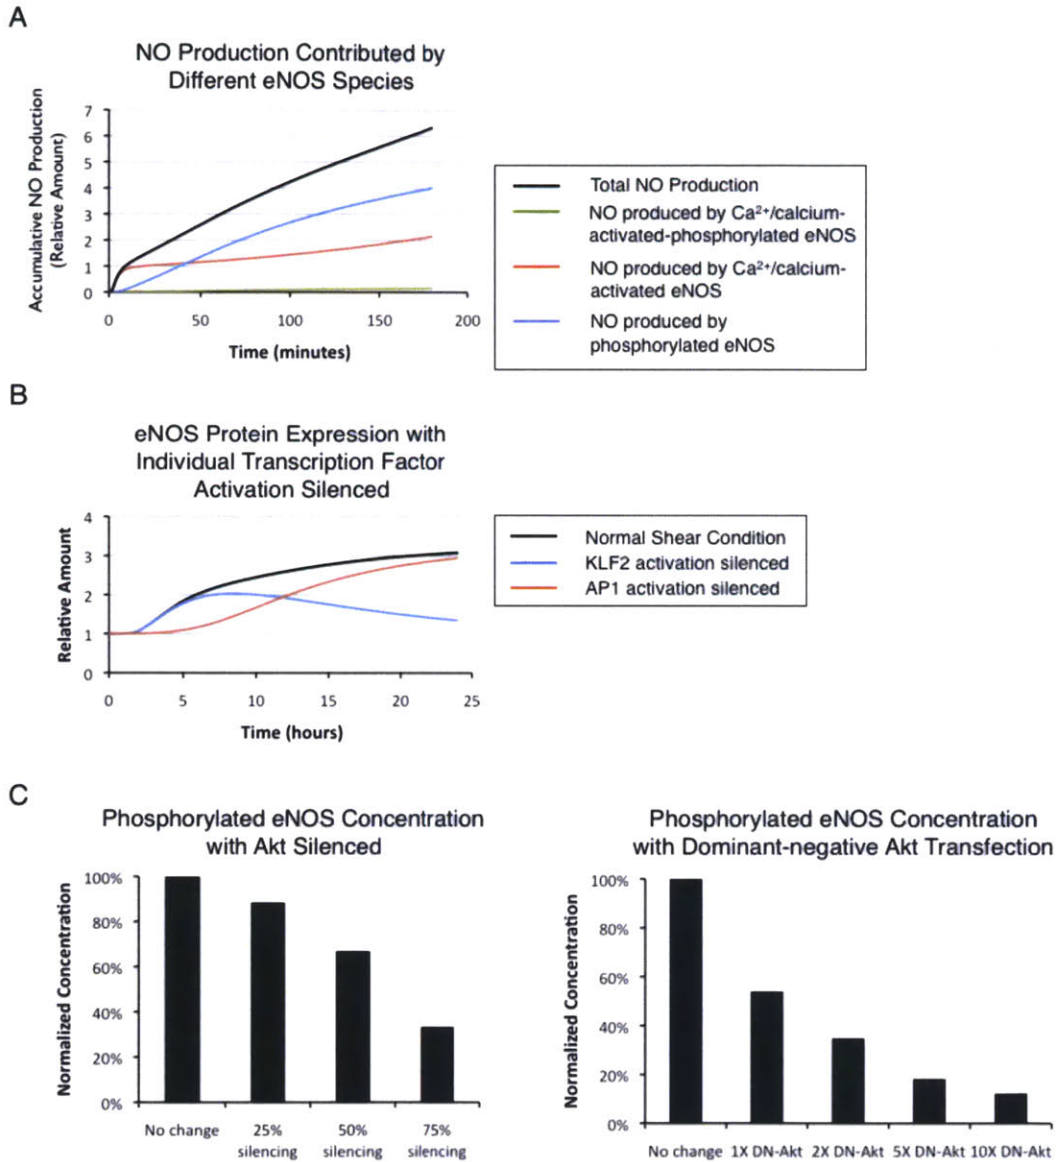 A
NO Production Contributed by
Different eNOS Species
Accumulative NO Production
(Relative Amount)
7
6
5
4
3
2
1
0
0 50 100 150 200
Time (minutes)
Total NO Production
NO produced by Ca²⁺/calcium-
activated-phosphorylated eNOS
NO produced by Ca²⁺/calcium-
activated eNOS
NO produced by
phosphorylated eNOS
B
eNOS Protein Expression with
Individual Transcription Factor
Activation Silenced
Relative Amount
4
3
2
1
0
0 5 10 15 20 25
Time (hours)
Normal Shear Condition
KLF2 activation silenced
AP1 activation silenced
C
Phosphorylated eNOS Concentration
with Akt Silenced
Normalized Concentration
100%
80%
60%
40%
20%
0%
No change 25% 50% 75%
silencing silencing silencing
Phosphorylated eNOS Concentration
with Dominant-negative Akt Transfection
Normalized Concentration
100%
80%
60%
40%
20%
0%
No change 1X DN-Akt 2X DN-Akt 5X DN-Akt 10X DN-Akt